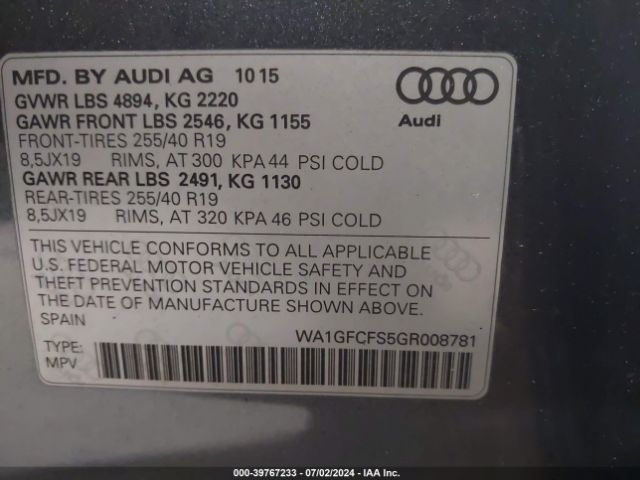 MFD. BY AUDI AG 10 15
GVWR LBS 4894, KG 2220
GAWR FRONT LBS 2546, KG 1155
FRONT-TIRES 255/40 R19
8,5JX19 RIMS, AT 300 KPA 44 PSI COLD
GAWR REAR LBS 2491, KG 1130
REAR-TIRES 255/40 R19
8,5JX19 RIMS, AT 320 KPA 46 PSI COLD
Audi
THIS VEHICLE CONFORMS TO ALL APPLICABLE
U.S. FEDERAL MOTOR VEHICLE SAFETY AND
THEFT PREVENTION STANDARDS IN EFFECT ON
THE DATE OF MANUFACTURE SHOWN ABOVE.
SPAIN
WA1GFCFS5GR008781
TYPE:
MPV
000-39767233 - 07/02/2024 - IAA Inc.